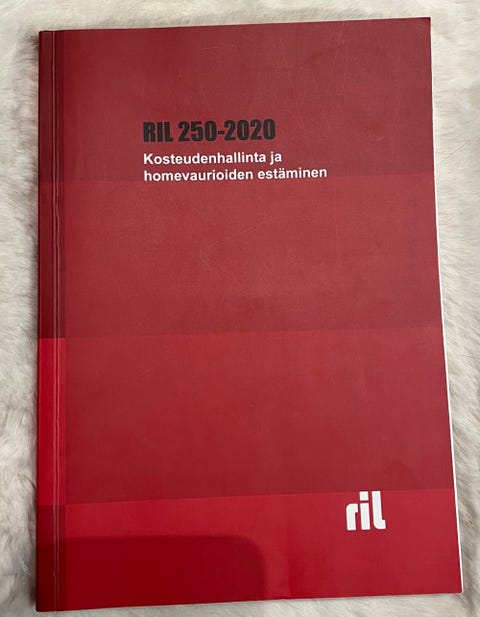 RIL 250-2020
Kosteudenhallinta ja
homevaurioiden estäminen
ril